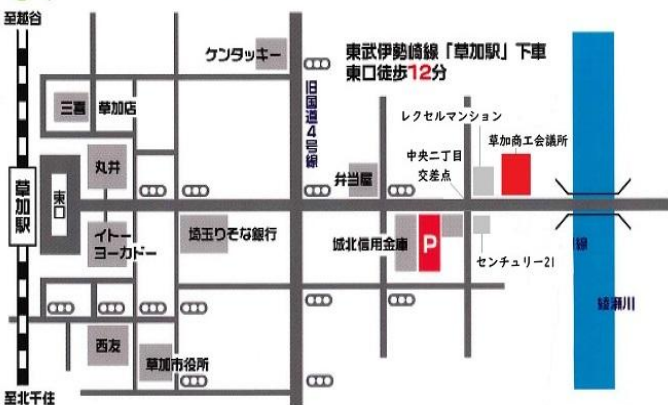 至越谷
ケンタッキー
東武伊勢崎線「草加駅」下車
東口徒歩12分
旧国道4号線
三喜 草加店
レクセルマンション
草加商工会議所
中央二丁目
交差点
丸井
弁当屋
草加駅
東口
イトー
ヨーカドー
埼玉りそな銀行
城北信用金庫
P
センチュリー21
線
綾瀬川
西友
草加市役所
至北千住